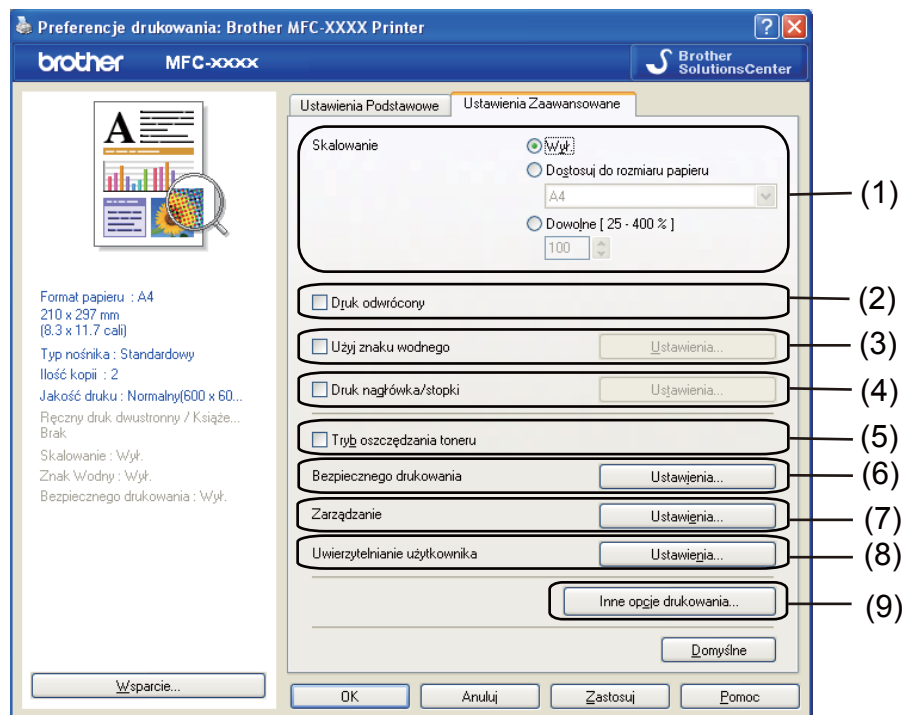 Preferencje drukowania: Brother MFC-XXXX Printer
brother MFC-xxxx
Brother
SolutionsCenter
A
Format papieru : A4
210 x 297 mm
(8.3 x 11.7 cali)
Typ nośnika : Standardowy
Ilość kopii : 2
Jakość druku : Normalny(600 x 60...
Ręczny druk dwustronny / Książe...
Brak
Skalowanie : Wył.
Znak Wodny : Wył.
Bezpiecznego drukowania : Wył.
Wsparcie...
Ustawienia Podstawowe Ustawienia Zaawansowane
Skalowanie Wył.
Dostosuj do rozmiaru papieru
A4
Dowolne [ 25 - 400 % ]
100
(1)
Druk odwrócony (2)
Użyj znaku wodnego Ustawienia... (3)
Druk nagłówka/stopki Ustawienia... (4)
Tryb oszczędzania toneru (5)
Bezpiecznego drukowania Ustawienia... (6)
Zarządzanie Ustawienia... (7)
Uwierzytelnianie użytkownika Ustawienia... (8)
Inne opcje drukowania... (9)
Domyślne
OK Anuluj Zastosuj Pomoc